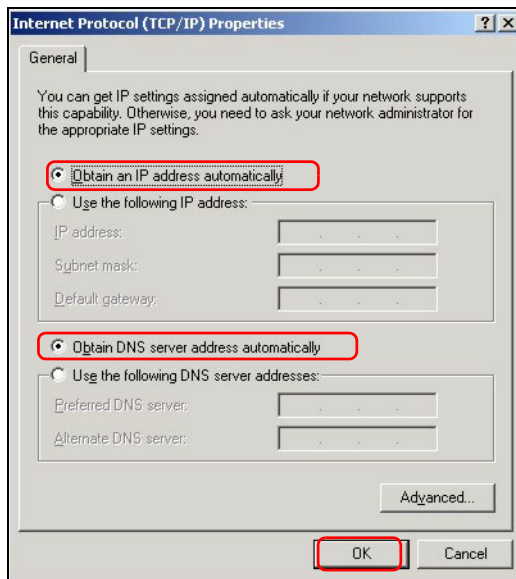 Internet Protocol (TCP/IP) Properties
General
You can get IP settings assigned automatically if your network supports
this capability. Otherwise, you need to ask your network administrator for
the appropriate IP settings.
Obtain an IP address automatically
Use the following IP address:
IP address:
Subnet mask:
Default gateway:
Obtain DNS server address automatically
Use the following DNS server addresses:
Preferred DNS server:
Alternate DNS server:
Advanced...
OK Cancel